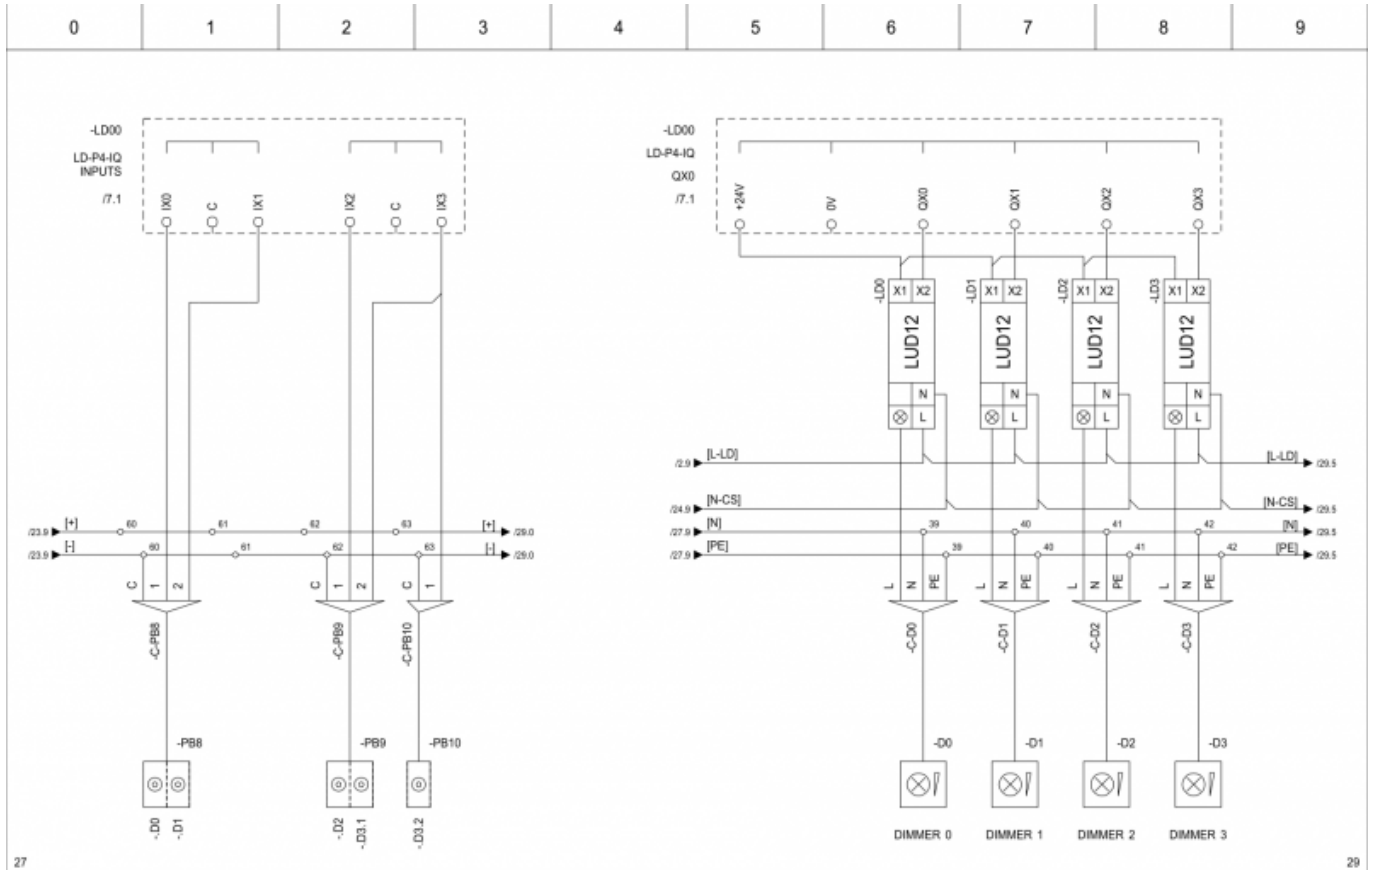 0 1 2 3 4 5 6 7 8 9
-LD00
LD-P4-IQ
INPUTS
/7.1
IX0 C IX1 IX2 C IX3
-LD00
LD-P4-IQ
QX0
/7.1
+24V 0V QX0 QX1 QX2 QX3
-LD0 X1 X2 -LD1 X1 X2 -LD2 X1 X2 -LD3 X1 X2
LUD12 LUD12 LUD12 LUD12
N N N N
L L L L
/2.9 [L-LD] [L-LD] /29.5
/24.9 [N-CS] [N-CS] /29.5
/23.9 [+] 60 61 62 63 [+] /29.0
/27.9 [N] 39 40 41 42 [N] /29.5
/23.9 [-] 60 61 62 63 [-] /29.0
/27.9 [PE] 39 40 41 42 [PE] /29.5
C 1 2 C 1 2 C 1
L N PE L N PE L N PE L N PE
-C-PB8 -C-PB9 -C-PB10
-C-D0 -C-D1 -C-D2 -C-D3
-PB8 -PB9 -PB10
-D0 -D1 -D2 -D3
-.D0 -.D1 -.D2 -.D3.1 -.D3.2
DIMMER 0 DIMMER 1 DIMMER 2 DIMMER 3
27 29